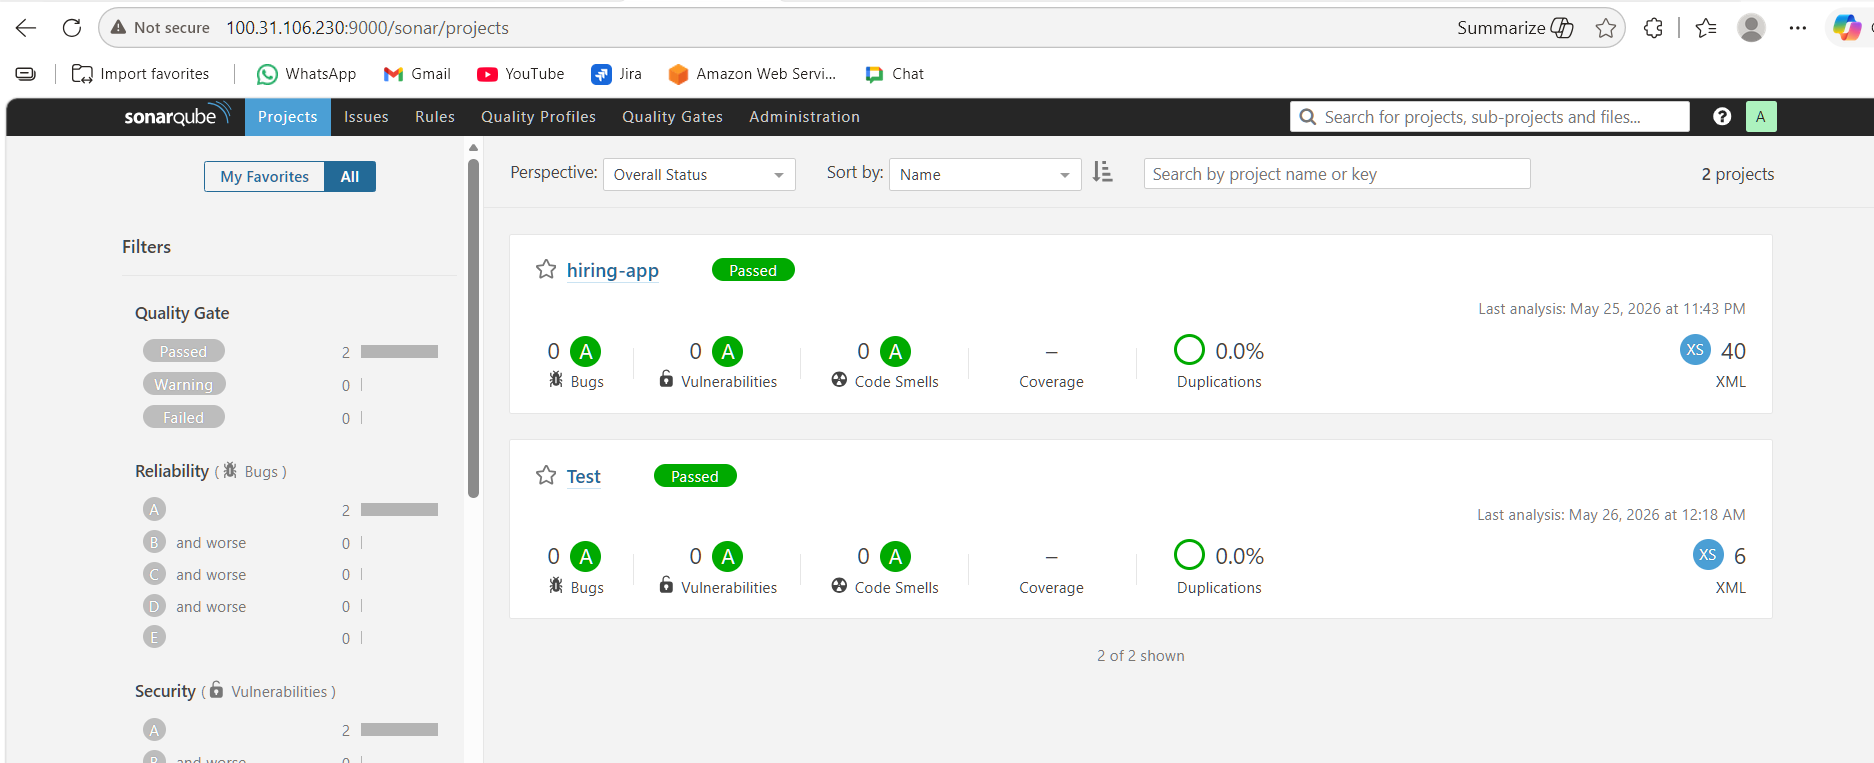 Not secure 100.31.106.230:9000/sonar/projects Summarize
Import favorites WhatsApp Gmail YouTube Jira Amazon Web Servi... Chat
sonarqube Projects Issues Rules Quality Profiles Quality Gates Administration Search for projects, sub-projects and files... ? A
My Favorites All
Perspective: Overall Status Sort by: Name Search by project name or key 2 projects
Filters
Quality Gate
Passed 2
Warning 0
Failed 0
Reliability ( Bugs )
A 2
B and worse 0
C and worse 0
D and worse 0
E 0
Security ( Vulnerabilities )
A 2
B and worse 0
hiring-app Passed
Last analysis: May 25, 2026 at 11:43 PM
0 A 0 A 0 A – 0.0% XS 40
Bugs Vulnerabilities Code Smells Coverage Duplications XML
Test Passed
Last analysis: May 26, 2026 at 12:18 AM
0 A 0 A 0 A – 0.0% XS 6
Bugs Vulnerabilities Code Smells Coverage Duplications XML
2 of 2 shown